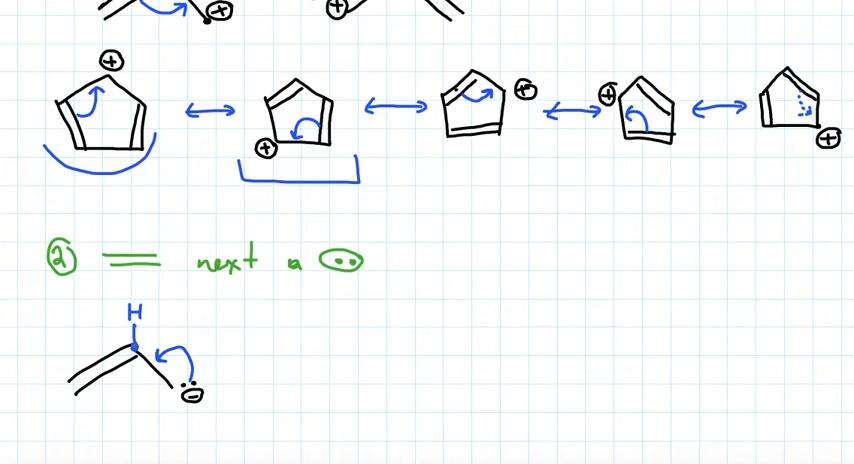 ⊕ ⊕
⊕
⊕ ⊕ ⊕ ⊕
② = next a ••
H
•• ⊖